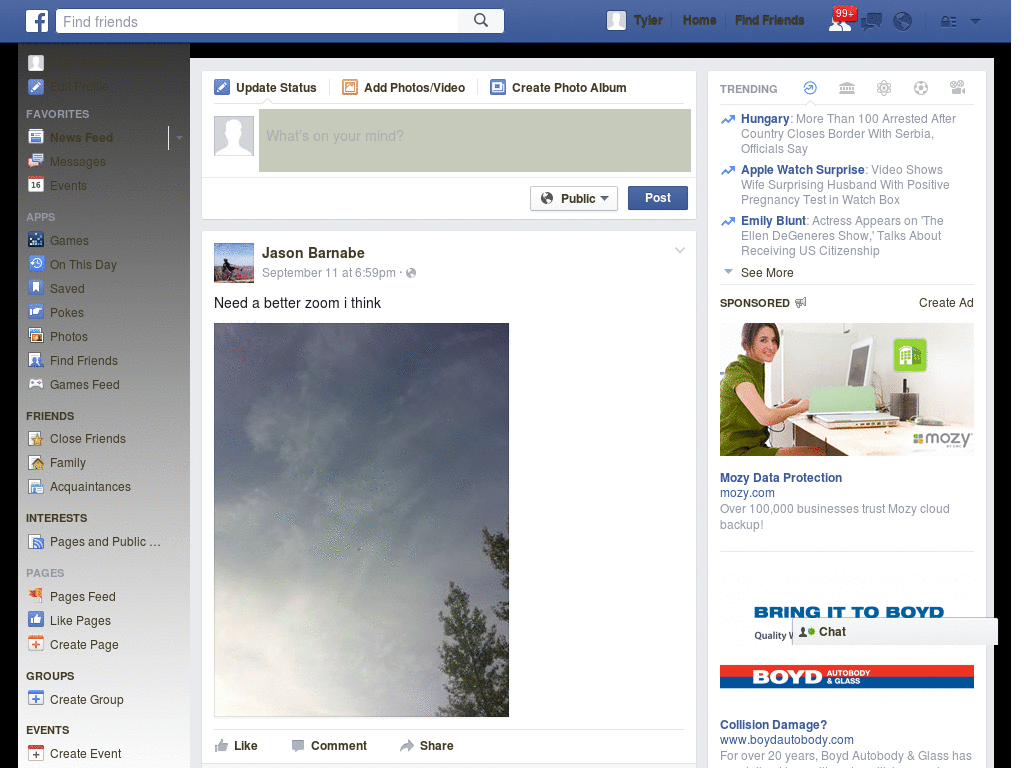 Find friends
Tyler
Home
Find Friends
99+
Edit Profile
FAVORITES
News Feed
Messages
16
Events
APPS
Games
On This Day
Saved
Pokes
Photos
Find Friends
Games Feed
FRIENDS
Close Friends
Family
Acquaintances
INTERESTS
Pages and Public ...
PAGES
Pages Feed
Like Pages
Create Page
GROUPS
Create Group
EVENTS
Create Event
Update Status
Add Photos/Video
Create Photo Album
What's on your mind?
Public
Post
Jason Barnabe
September 11 at 6:59pm ·
Need a better zoom i think
Like
Comment
Share
TRENDING
Hungary: More Than 100 Arrested After
Country Closes Border With Serbia,
Officials Say
Apple Watch Surprise: Video Shows
Wife Surprising Husband With Positive
Pregnancy Test in Watch Box
Emily Blunt: Actress Appears on 'The
Ellen DeGeneres Show,' Talks About
Receiving US Citizenship
See More
SPONSORED
Create Ad
mozy
Mozy Data Protection
mozy.com
Over 100,000 businesses trust Mozy cloud
backup!
BRING IT TO BOYD
Quality
Chat
BOYD AUTOBODY
& GLASS
Collision Damage?
www.boydautobody.com
For over 20 years, Boyd Autobody & Glass has